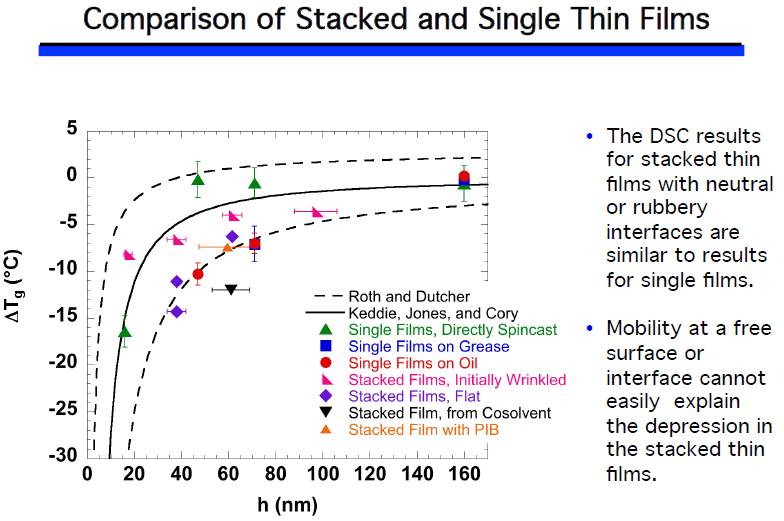 Comparison of Stacked and Single Thin Films
5
0
-5
-10
-15
-20
-25
-30
ΔTg (°C)
0 20 40 60 80 100 120 140 160
h (nm)
Roth and Dutcher
Keddie, Jones, and Cory
Single Films, Directly Spincast
Single Films on Grease
Single Films on Oil
Stacked Films, Initially Wrinkled
Stacked Films, Flat
Stacked Film, from Cosolvent
Stacked Film with PIB
• The DSC results
for stacked thin
films with neutral
or rubbery
interfaces are
similar to results
for single films.
• Mobility at a free
surface or
interface cannot
easily explain
the depression in
the stacked thin
films.